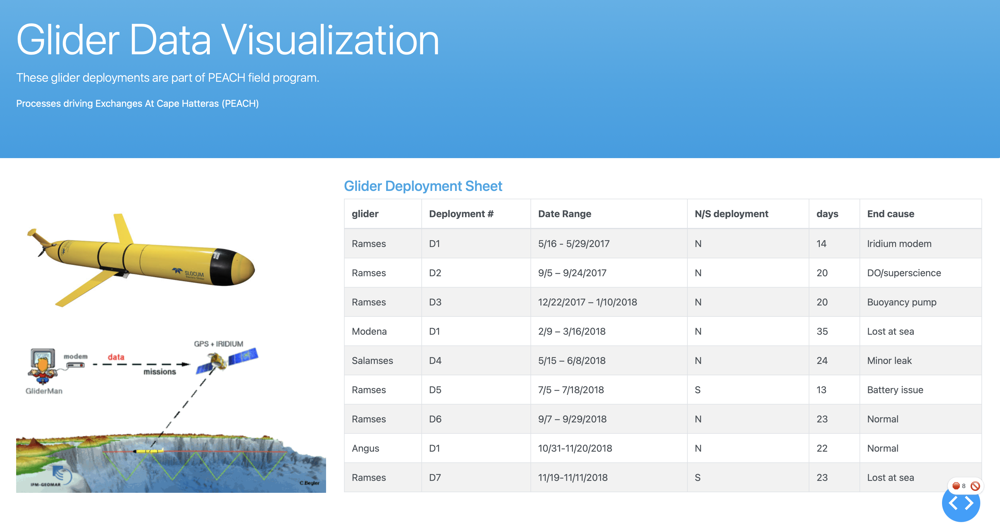 Glider Data Visualization
These glider deployments are part of PEACH field program.
Processes driving Exchanges At Cape Hatteras (PEACH)
SLOCUM
Electric Glider
GPS + IRIDIUM
modem
data
missions
GliderMan
IFM-GEOMAR
C.Begler
Glider Deployment Sheet
glider Deployment # Date Range N/S deployment days End cause
Ramses D1 5/16 - 5/29/2017 N 14 Iridium modem
Ramses D2 9/5 – 9/24/2017 N 20 DO/superscience
Ramses D3 12/22/2017 – 1/10/2018 N 20 Buoyancy pump
Modena D1 2/9 – 3/16/2018 N 35 Lost at sea
Salamses D4 5/15 – 6/8/2018 N 24 Minor leak
Ramses D5 7/5 – 7/18/2018 S 13 Battery issue
Ramses D6 9/7 – 9/29/2018 N 23 Normal
Angus D1 10/31-11/20/2018 N 22 Normal
Ramses D7 11/19-11/11/2018 S 23 Lost at sea
8